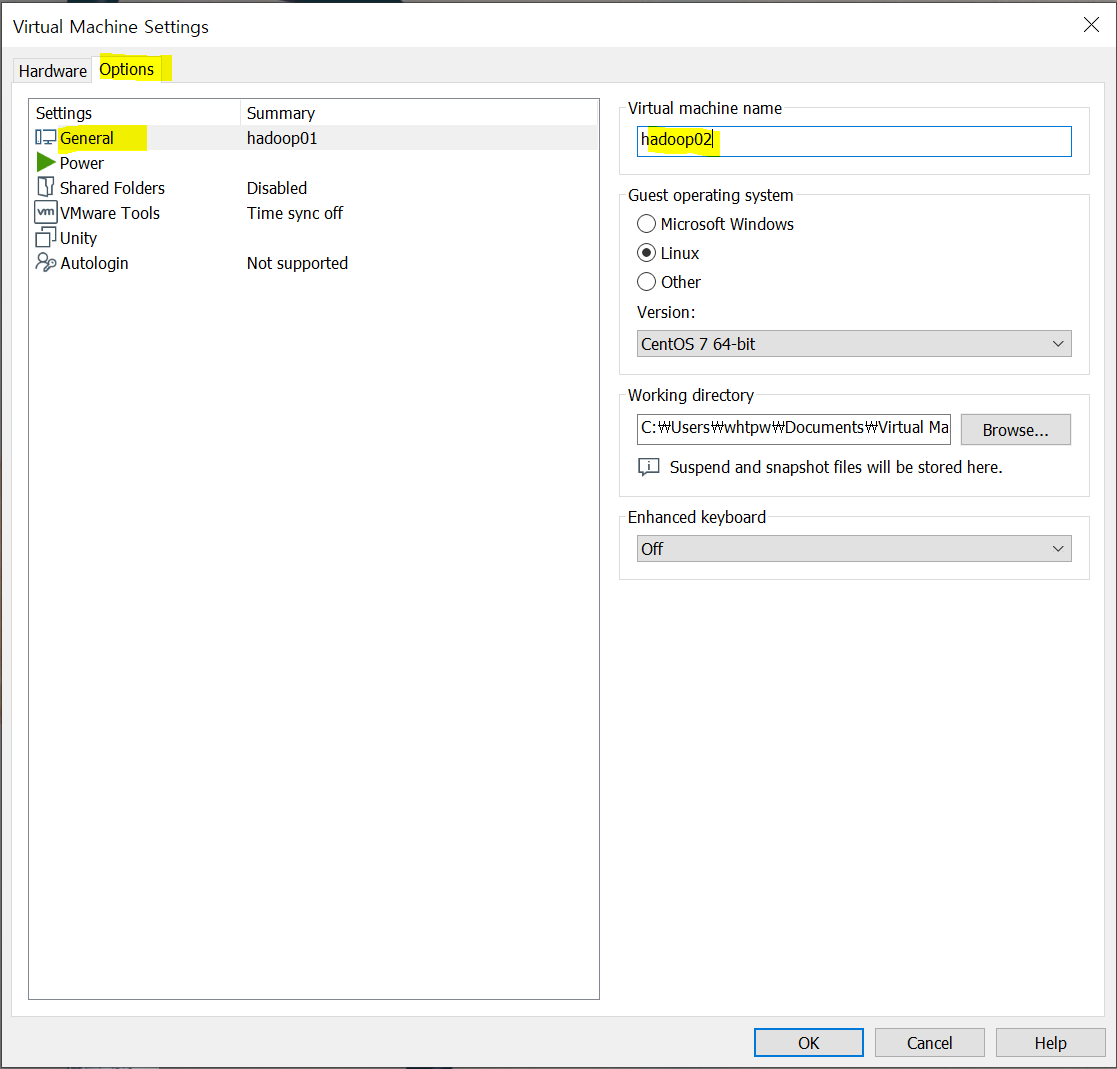 Virtual Machine Settings
Hardware Options
Settings Summary
General hadoop01
Power
Shared Folders Disabled
vm VMware Tools Time sync off
Unity
Autologin Not supported
Virtual machine name
hadoop02
Guest operating system
Microsoft Windows
Linux
Other
Version:
CentOS 7 64-bit
Working directory
C:₩Users₩whtpw₩Documents₩Virtual Ma
Browse...
Suspend and snapshot files will be stored here.
Enhanced keyboard
Off
OK Cancel Help